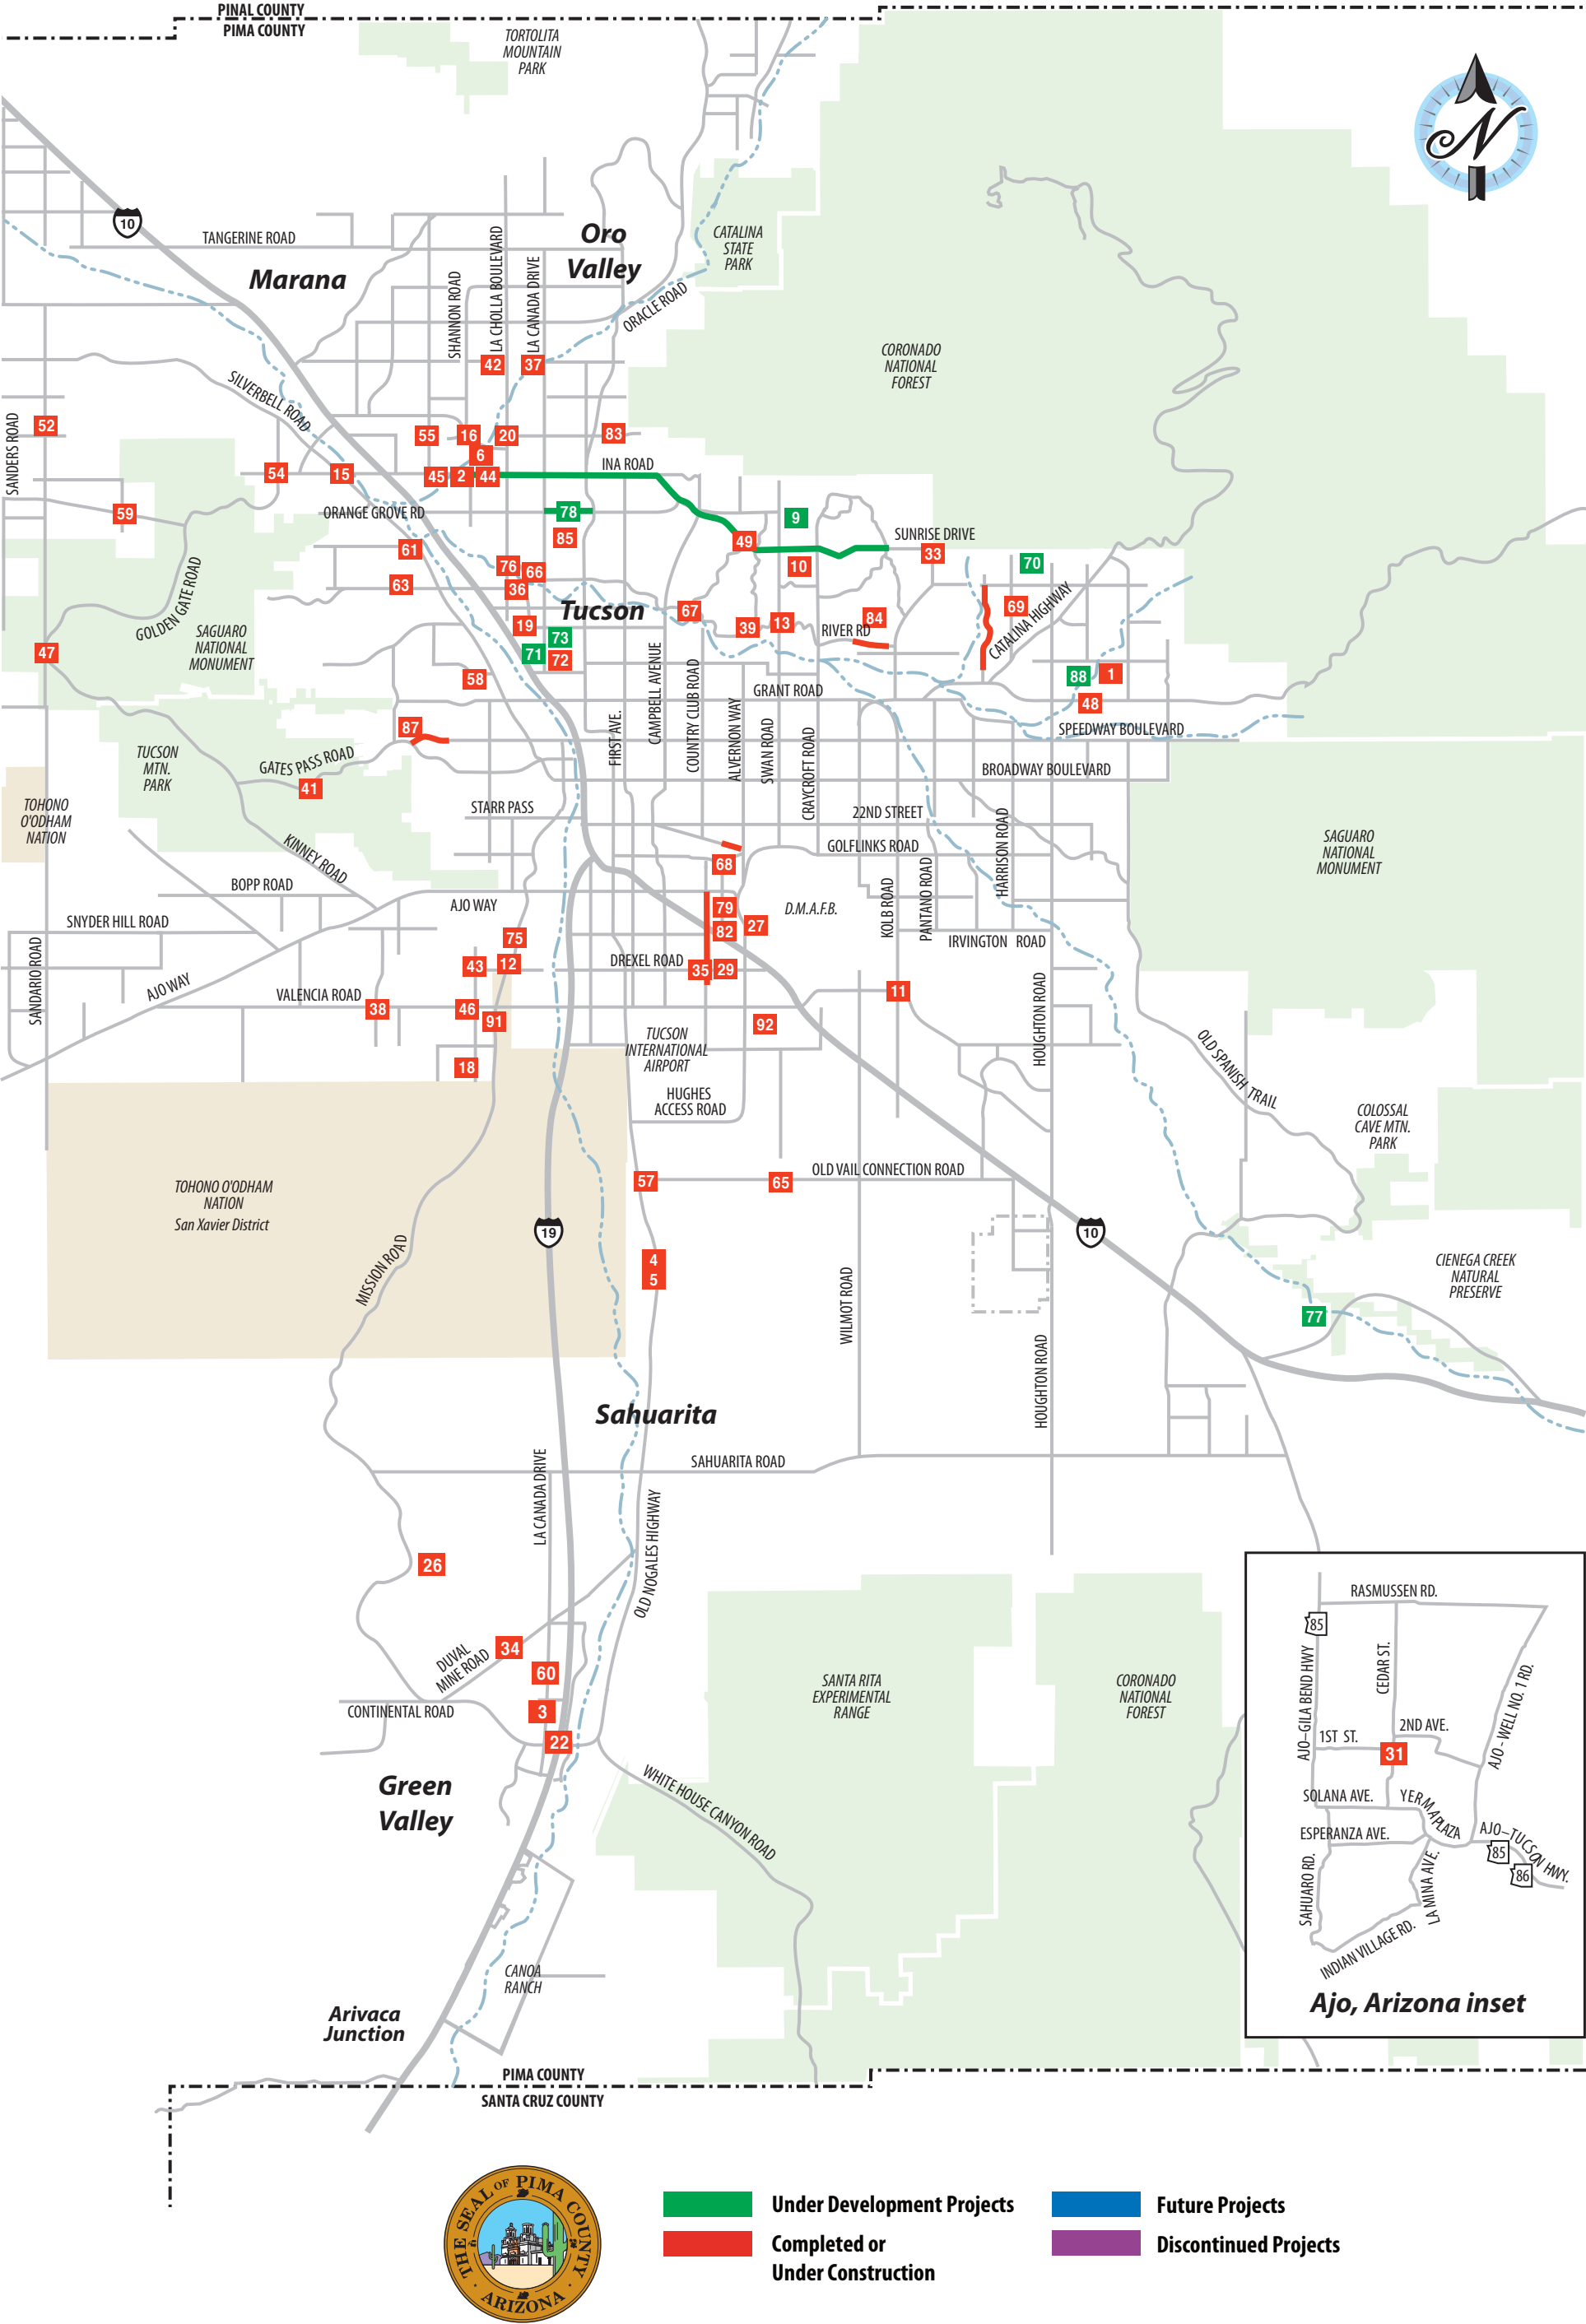 PINAL COUNTY
PIMA COUNTY
TORTOLITA
MOUNTAIN
PARK
N
10
TANGERINE ROAD
Marana
Oro
Valley
CATALINA
STATE
PARK
SHANNON ROAD
LA CHOLLA BOULEVARD
LA CANADA DRIVE
ORACLE ROAD
CORONADO
NATIONAL
FOREST
42
37
SILVERBELL ROAD
SANDERS ROAD
52
55
16
20
83
6
INA ROAD
54
15
45
2
44
59
ORANGE GROVE RD
78
9
85
49
SUNRISE DRIVE
61
33
10
70
76
66
63
36
GOLDEN GATE ROAD
Tucson
67
69
CATALINA HIGHWAY
19
39
13
84
RIVER RD
SAGUARO
NATIONAL
MONUMENT
73
47
71
72
58
88
1
CAMPBELL AVENUE
COUNTRY CLUB ROAD
GRANT ROAD
48
87
FIRST AVE.
ALVERNON WAY
SWAN ROAD
CRAYCROFT ROAD
SPEEDWAY BOULEVARD
TUCSON
MTN.
PARK
GATES PASS ROAD
41
BROADWAY BOULEVARD
TOHONO
O'ODHAM
NATION
STARR PASS
22ND STREET
KINNEY ROAD
GOLFLINKS ROAD
HARRISON ROAD
SAGUARO
NATIONAL
MONUMENT
68
BOPP ROAD
AJO WAY
79
D.M.A.F.B.
KOLB ROAD
PANTANO ROAD
SNYDER HILL ROAD
27
82
75
IRVINGTON ROAD
SANDARIO ROAD
43
12
DREXEL ROAD
35
29
AJO WAY
VALENCIA ROAD
11
38
46
91
92
HOUGHTON ROAD
TUCSON
INTERNATIONAL
AIRPORT
18
OLD SPANISH TRAIL
HUGHES
ACCESS ROAD
COLOSSAL
CAVE MTN.
PARK
OLD VAIL CONNECTION ROAD
57
65
TOHONO O'ODHAM
NATION
San Xavier District
19
10
MISSION ROAD
4
5
CIENEGA CREEK
NATURAL
PRESERVE
WILMOT ROAD
77
HOUGHTON ROAD
Sahuarita
SAHUARITA ROAD
LA CANADA DRIVE
OLD NOGALES HIGHWAY
26
34
DUVAL
MINE ROAD
60
SANTA RITA
EXPERIMENTAL
RANGE
CORONADO
NATIONAL
FOREST
CONTINENTAL ROAD
3
22
Green
Valley
WHITE HOUSE CANYON ROAD
RASMUSSEN RD.
85
AJO–GILA BEND HWY
CEDAR ST.
AJO - WELL NO. 1 RD.
1ST ST.
2ND AVE.
31
SOLANA AVE.
YERMA PLAZA
ESPERANZA AVE.
AJO–TUCSON HWY.
85
86
SAHUARO RD.
LA MINA AVE.
INDIAN VILLAGE RD.
Ajo, Arizona inset
CANOA
RANCH
Arivaca
Junction
PIMA COUNTY
SANTA CRUZ COUNTY
THE SEAL OF PIMA COUNTY
ARIZONA
Under Development Projects
Completed or
Under Construction
Future Projects
Discontinued Projects